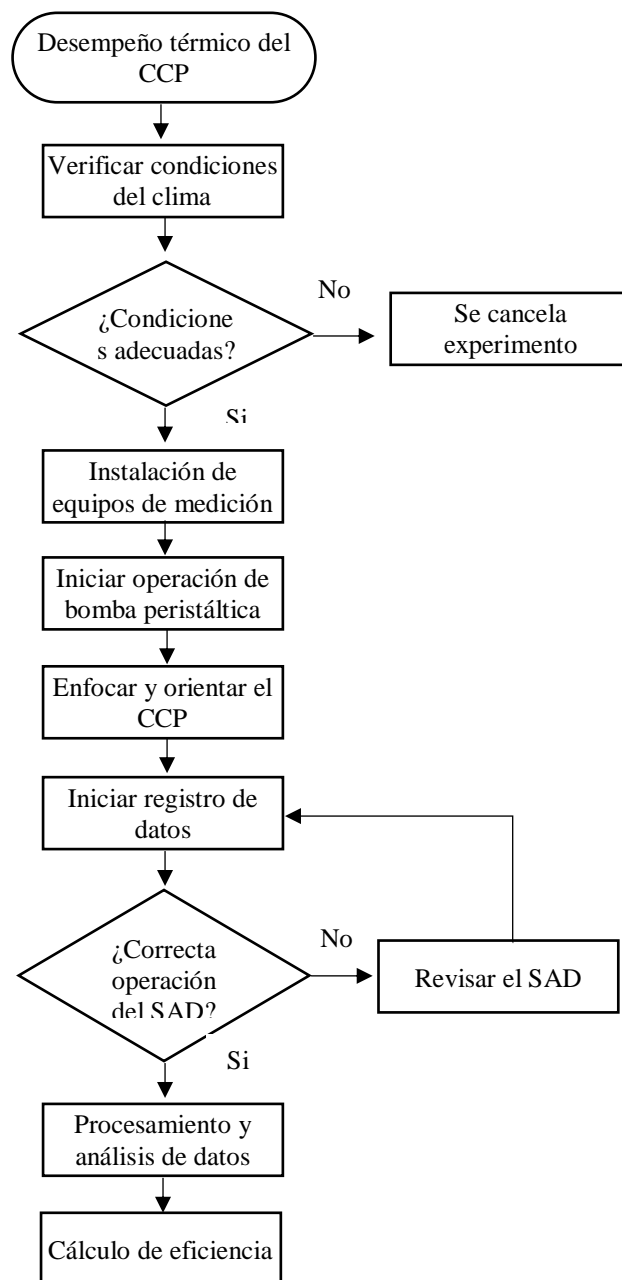 Desempeño térmico del
CCP
Verificar condiciones
del clima
¿Condicione
s adecuadas?
No
Se cancela
experimento
Si
Instalación de
equipos de medición
Iniciar operación de
bomba peristáltica
Enfocar y orientar el
CCP
Iniciar registro de
datos
¿Correcta
operación
del SAD?
No
Revisar el SAD
Si
Procesamiento y
análisis de datos
Cálculo de eficiencia